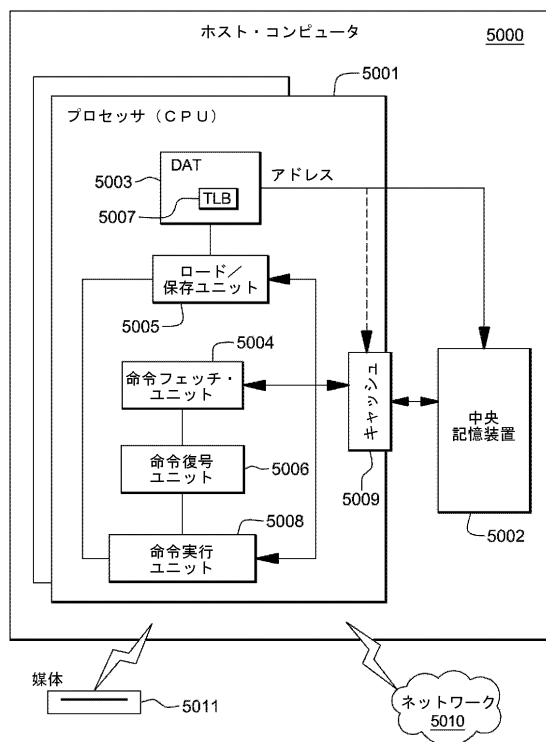 ホスト・コンピュータ
5000
5001
プロセッサ(CPU)
DAT
5003
アドレス
5007
TLB
ロード/
保存ユニット
5005
5004
命令フェッチ・
ユニット
キャッシュ
中央
記憶装置
命令復号
ユニット
5006
5009
5008
5002
命令実行
ユニット
媒体
5011
ネットワーク
5010